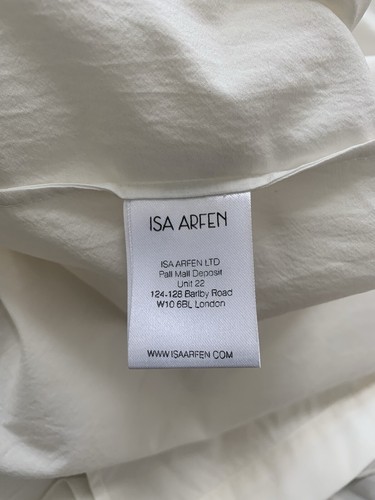 ISA ARFEN
ISA ARFEN LTD
Pall Mall Deposit
Unit 22
124-128 Barlby Road
W10 6BL London
WWW.ISAARFEN.COM